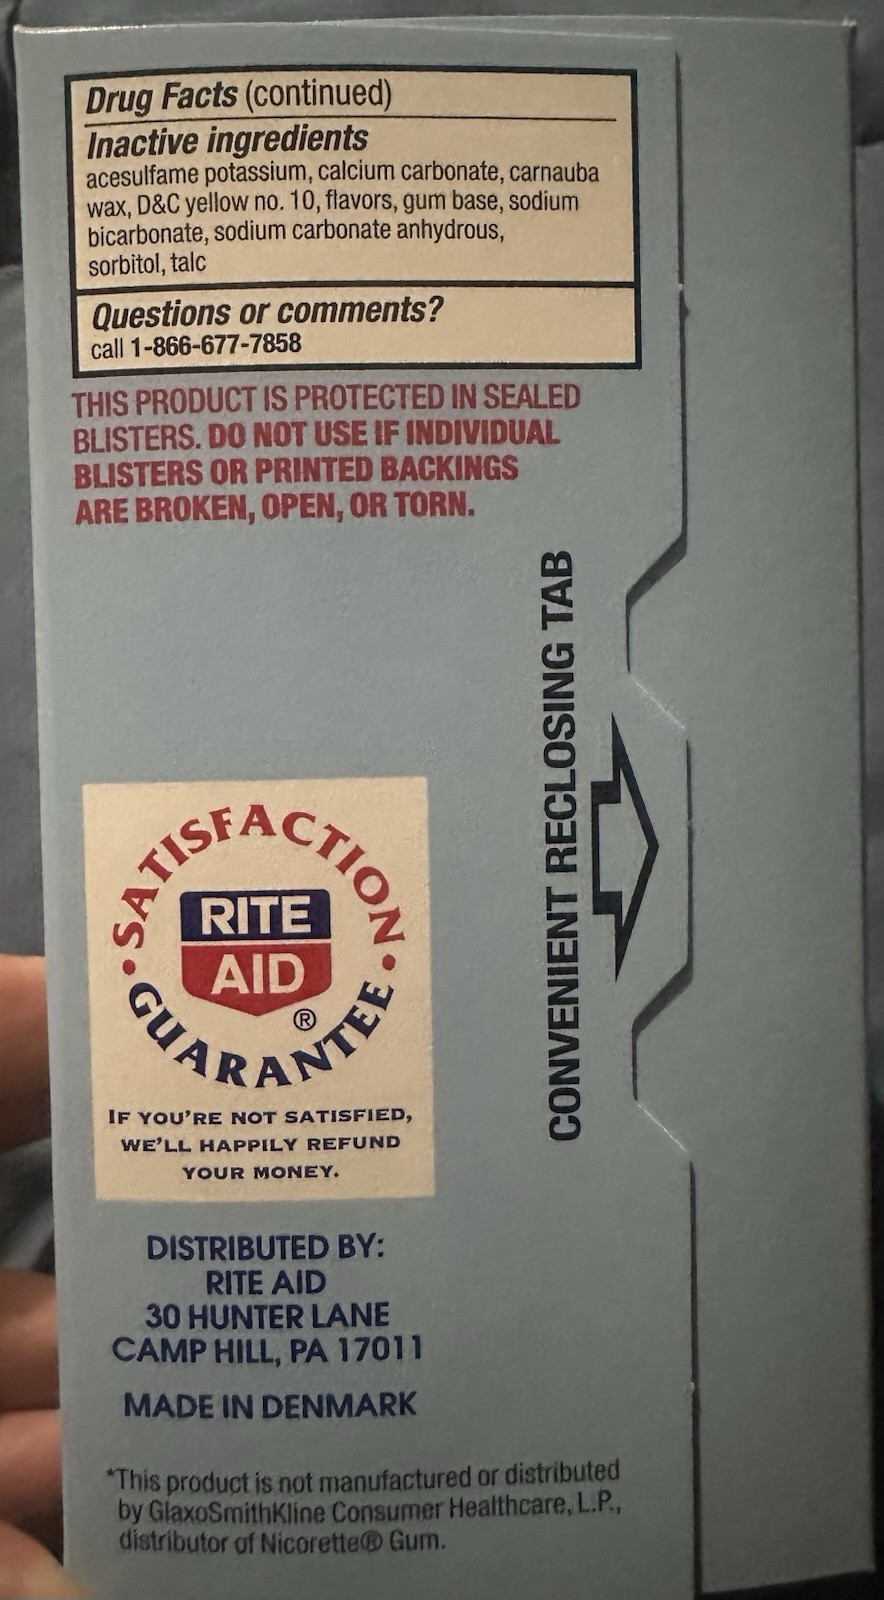 Drug Facts (continued)
Inactive ingredients
acesulfame potassium, calcium carbonate, carnauba
wax, D&C yellow no. 10, flavors, gum base, sodium
bicarbonate, sodium carbonate anhydrous,
sorbitol, talc
Questions or comments?
call 1-866-677-7858
THIS PRODUCT IS PROTECTED IN SEALED
BLISTERS. DO NOT USE IF INDIVIDUAL
BLISTERS OR PRINTED BACKINGS
ARE BROKEN, OPEN, OR TORN.
CONVENIENT RECLOSING TAB
• SATISFACTION •
RITE
AID
®
GUARANTEE
IF YOU'RE NOT SATISFIED,
WE'LL HAPPILY REFUND
YOUR MONEY.
DISTRIBUTED BY:
RITE AID
30 HUNTER LANE
CAMP HILL, PA 17011
MADE IN DENMARK
*This product is not manufactured or distributed
by GlaxoSmithKline Consumer Healthcare, L.P.,
distributor of Nicorette® Gum.